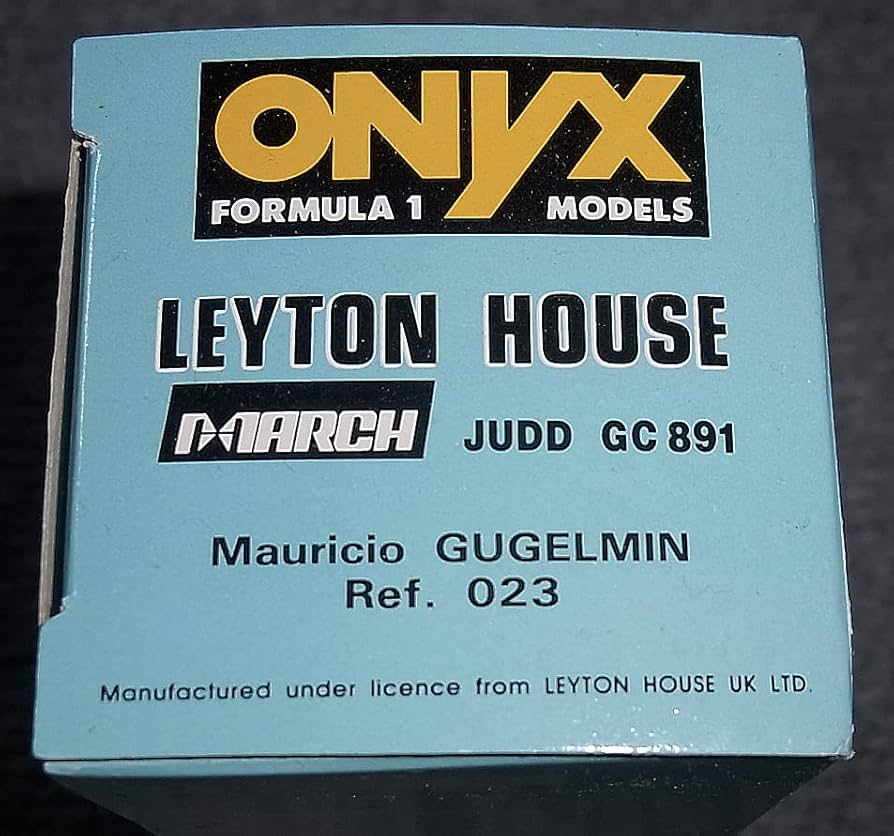 ONYX
FORMULA 1 MODELS
LEYTON HOUSE
MARCH JUDD GC 891
Mauricio GUGELMIN
Ref. 023
Manufactured under licence from LEYTON HOUSE UK LTD.